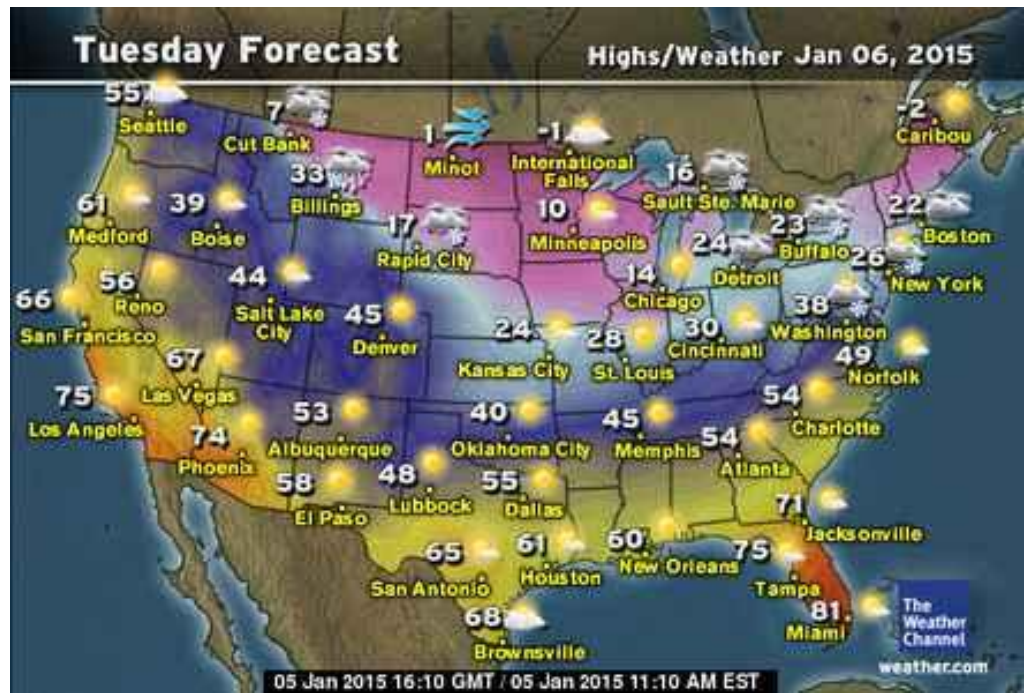 Tuesday Forecast
Highs/Weather Jan 06, 2015
55
Seattle
7
Cut Bank
1
Minot
-1
International
Falls
-2
Caribou
33
Billings
16
Sault Ste. Marie
61
Medford
39
Boise
17
Rapid City
10
Minneapolis
24
Detroit
23
Buffalo
22
Boston
26
New York
66
San Francisco
56
Reno
44
Salt Lake
City
45
Denver
14
Chicago
24
Kansas City
28
St. Louis
30
Cincinnati
38
Washington
49
Norfolk
67
Las Vegas
75
Los Angeles
74
Phoenix
53
Albuquerque
40
Oklahoma City
45
Memphis
54
Atlanta
54
Charlotte
58
El Paso
48
Lubbock
55
Dallas
71
Jacksonville
65
San Antonio
61
Houston
60
New Orleans
75
Tampa
68
Brownsville
81
Miami
The
Weather
Channel
weather.com
05 Jan 2015 16:10 GMT / 05 Jan 2015 11:10 AM EST